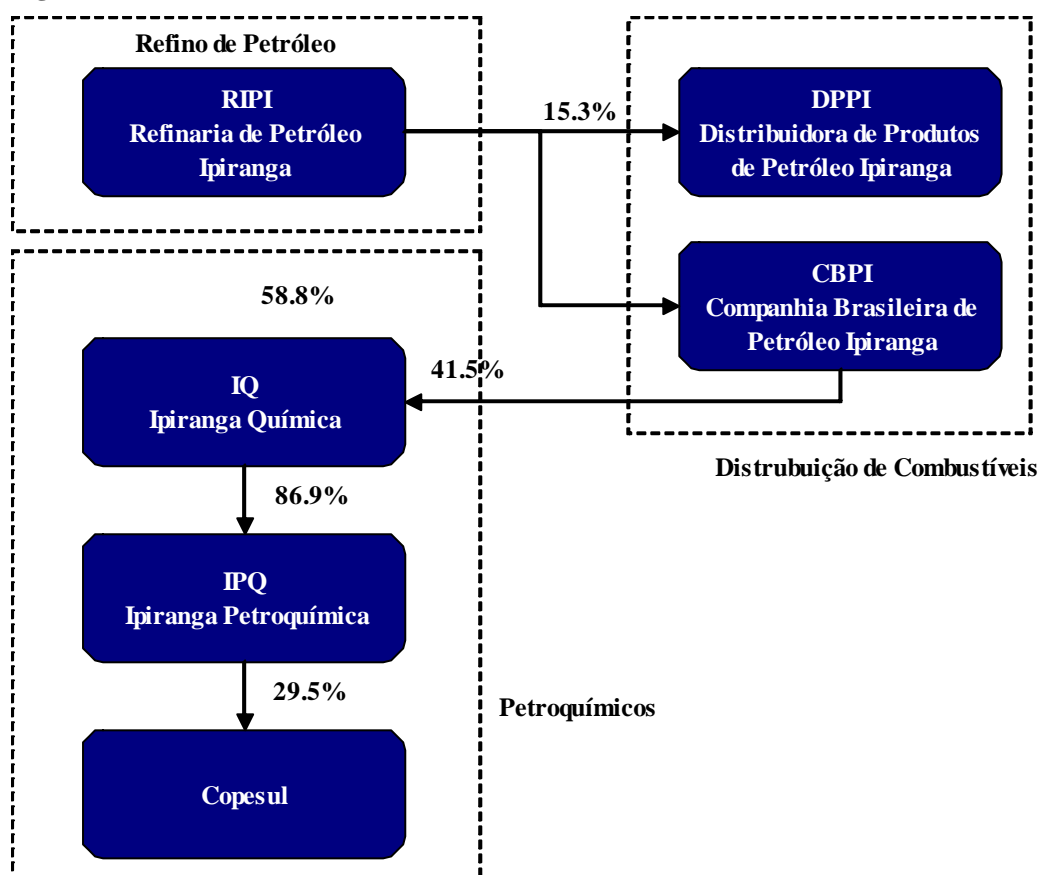 Refino de Petróleo
RIPI
Refinaria de Petróleo
Ipiranga
15.3%
DPPI
Distribuidora de Produtos
de Petróleo Ipiranga
CBPI
Companhia Brasileira de
Petróleo Ipiranga
Distrubuição de Combustíveis
58.8%
41.5%
IQ
Ipiranga Química
86.9%
IPQ
Ipiranga Petroquímica
29.5%
Petroquímicos
Copesul